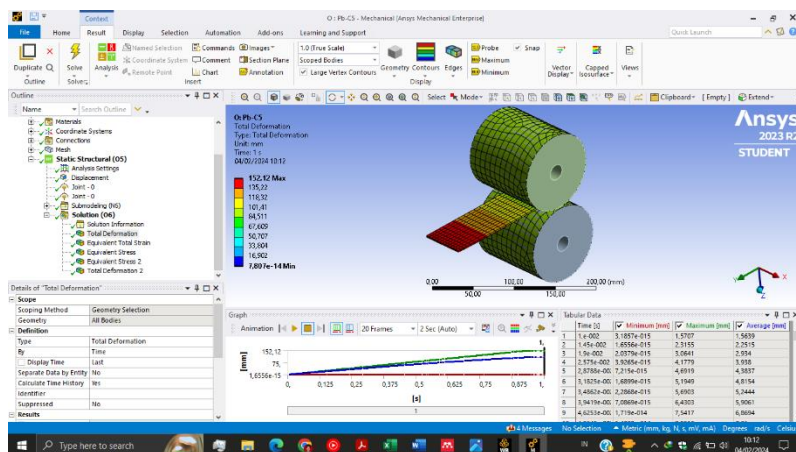 O : Pb-C5 - Mechanical [Ansys Mechanical Enterprise]
Context
File Home Result Display Selection Automation Add-ons Learning and Support
Quick Launch
Duplicate Q
Outline
Solve
Solve
Analysis
Named Selection
Coordinate System
Remote Point
Commands
Comment
Chart
Images
Section Plane
Annotation
Insert
1.0 (True Scale)
Scoped Bodies
Large Vertex Contours
Geometry Contours Edges
Probe
Maximum
Minimum
Snap
Display
Vector Display
Capped Isosurface
Views
Outline
Name Search Outline
Select Mode Clipboard [ Empty ] Extend
Materials
Coordinate Systems
Connections
Mesh
Static Structural (O5)
Analysis Settings
Displacement
Joint - 0
Joint - 0
Submodeling (N6)
Solution (O6)
Solution Information
Total Deformation
Equivalent Total Strain
Equivalent Stress
Equivalent Stress 2
Total Deformation 2
O: Pb-C5
Total Deformation
Type: Total Deformation
Unit: mm
Time: 1 s
04/02/2024 10:12
152,12 Max
135,22
118,32
101,41
84,511
67,609
50,707
33,804
16,902
7,807e-14 Min
Ansys
2023 R2
STUDENT
0,00 100,00 200,00 (mm)
50,00 150,00
X
Z
Details of "Total Deformation"
Scope
Scoping Method Geometry Selection
Geometry All Bodies
Definition
Type Total Deformation
By Time
Display Time Last
Separate Data by Entity No
Calculate Time History Yes
Identifier
Suppressed No
Results
Graph
Animation 20 Frames 2 Sec (Auto)
1,
[mm]
152,12
75,
1,6556e-15
0, 0,125 0,25 0,375 0,5 0,625 0,75 0,875 1,
[s]
1
Tabular Data
Time [s] Minimum [mm] Maximum [mm] Average [mm]
1 1,e-002 3,1857e-015 1,5707 1,5639
2 1,45e-002 1,6556e-015 2,3155 2,2515
3 1,9e-002 2,0379e-015 3,0641 2,934
4 2,575e-002 3,9265e-015 4,1779 3,938
5 2,8788e-002 7,215e-015 4,6919 4,3837
6 3,1825e-002 1,6899e-015 5,1949 4,8154
7 3,4862e-002 2,2868e-015 5,6903 5,2444
8 3,9419e-002 7,0869e-015 6,4303 5,9061
9 4,6253e-002 1,719e-014 7,5417 6,8694
4 Messages No Selection Metric (mm, kg, N, s, mV, mA) Degrees rad/s Celsiu
Type here to search
IN
10:12
04/02/2024